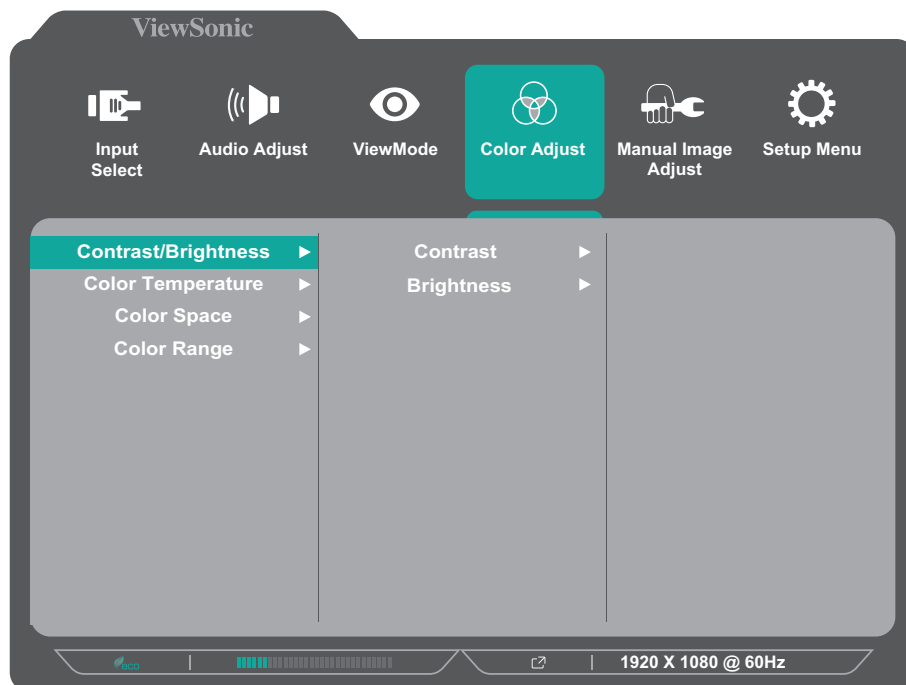 ViewSonic
Input Select
Audio Adjust
ViewMode
Color Adjust
Manual Image Adjust
Setup Menu
Contrast/Brightness
Color Temperature
Color Space
Color Range
Contrast
Brightness
eco
1920 X 1080 @ 60Hz